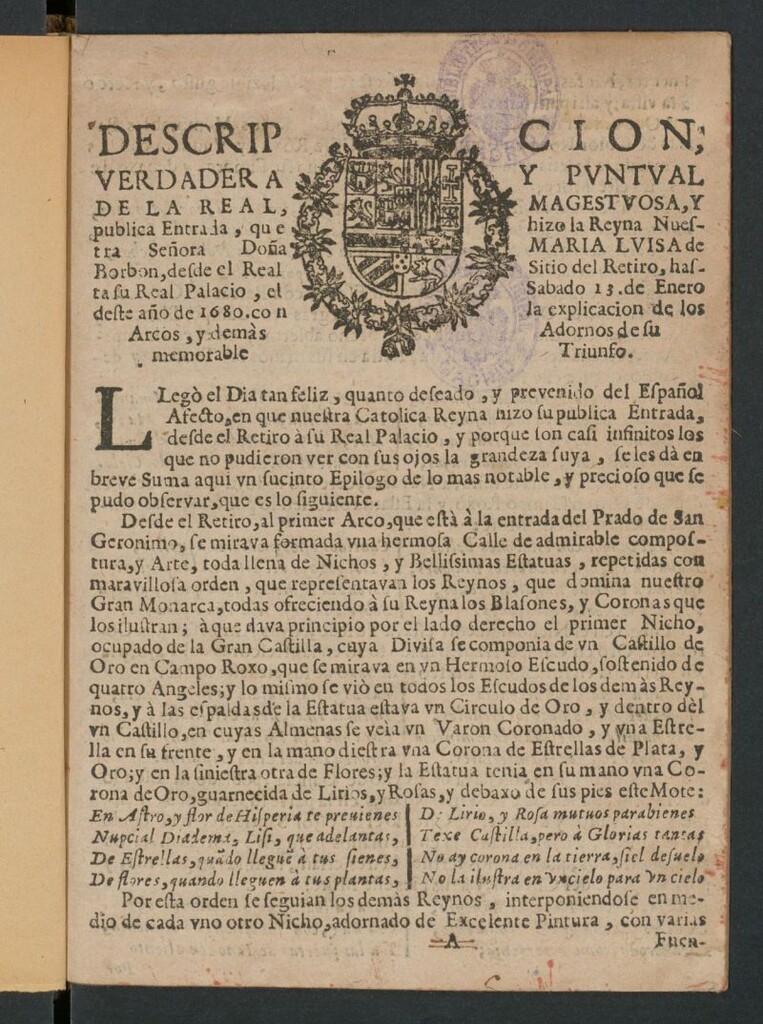 DESCRIPCION,
VERDADERA Y PVNTVAL
DE LA REAL, MAGESTVOSA, Y
publica Entrada, que hizo la Reyna Nues-
tra Señora Doña MARIA LVISA de
Borbon, desde el Real Sitio del Retiro, has-
ta su Real Palacio, el Sabado 13. de Enero
deste año de 1680. con la explicacion de los
Arcos, y demàs Adornos de su
memorable Triunfo.
LLegò el Dia tan feliz, quanto deseado, y prevenido del Español
Afecto, en que nuestra Catolica Reyna hizo su publica Entrada,
desde el Retiro à su Real Palacio, y porque son casi infinitos los
que no pudieron ver con sus ojos la grandeza suya, se les dà en
breve Suma aqui vn sucinto Epilogo de lo mas notable, y precioso que se
pudo observar, que es lo siguiente.
Desde el Retiro, al primer Arco, que està à la entrada del Prado de San
Geronimo, se mirava formada vna hermosa Calle de admirable compos-
tura, y Arte, toda llena de Nichos, y Bellissimas Estatuas, repetidas con
maravillosa orden, que representavan los Reynos, que domina nuestro
Gran Monarca, todas ofreciendo à su Reyna los Blasones, y Coronas que
los ilustran; à que dava principio por el lado derecho el primer Nicho,
ocupado de la Gran Castilla, cuya Divisa se componia de vn Castillo de
Oro en Campo Roxo, que se mirava en vn Hermoso Escudo, sostenido de
quatro Angeles; y lo mismo se viò en todos los Escudos de los demàs Rey-
nos, y à las espaldas de la Estatua estava vn Circulo de Oro, y dentro dèl
vn Castillo, en cuyas Almenas se veia vn Varon Coronado, y vna Estre-
lla en su frente, y en la mano diestra vna Corona de Estrellas de Plata, y
Oro; y en la siniestra otra de Flores; y la Estatua tenia en su mano vna Co-
rona de Oro, guarnecida de Lirios, y Rosas, y debaxo de sus pies este Mote:
En Astro, y flor de Hisperia te previenes
Nupcial Diadema, Lisi, que adelantas,
De Estrellas, quãdo lleguẽ à tus sienes,
De flores, quando lleguen à tus plantas,
De Lirio, y Rosa mutuos parabienes
Texe Castilla, pero à Glorias tantas
No ay corona en la tierra, si el desuelo
No la ilustra en vn cielo para vn cielo
Por esta orden se seguian los demàs Reynos, interponiendose en me-
dio de cada vno otro Nicho, adornado de Excelente Pintura, con varias
A Fuen-